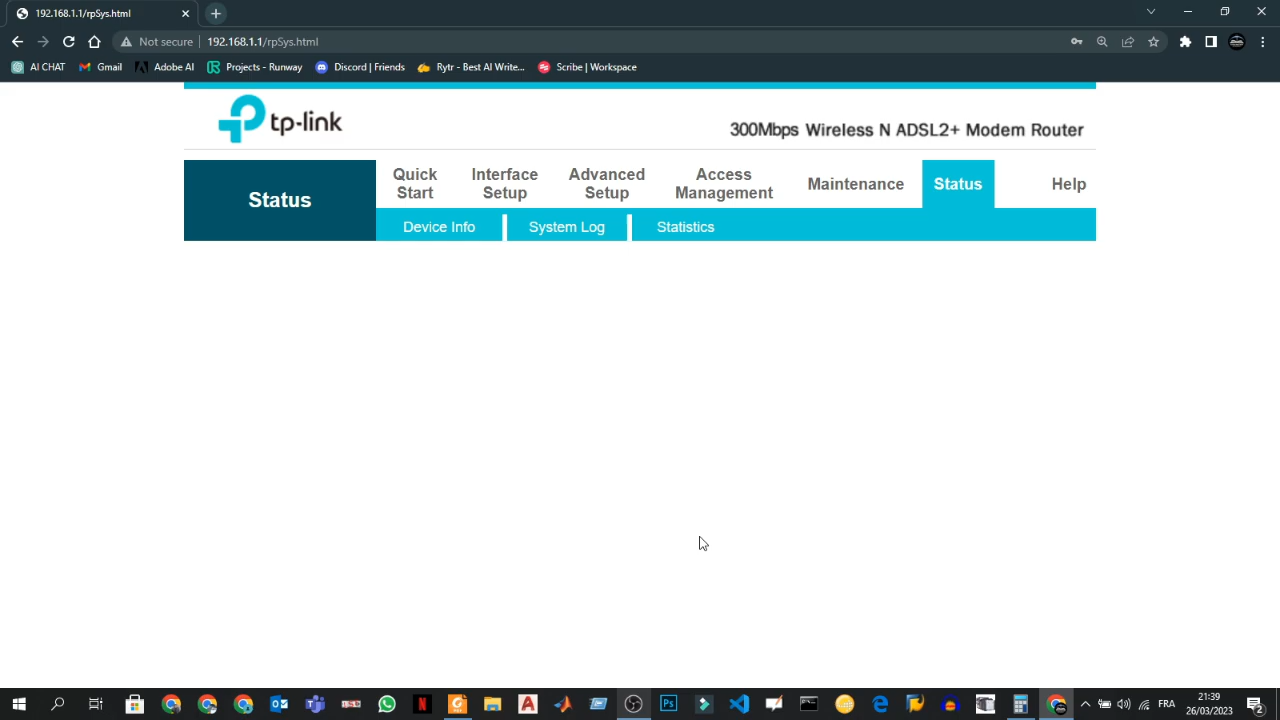 192.168.1.1/rpSys.html
Not secure
192.168.1.1/rpSys.html
AI CHAT
Gmail
Adobe AI
Projects - Runway
Discord | Friends
Rytr - Best AI Write...
Scribe | Workspace
tp-link
300Mbps Wireless N ADSL2+ Modem Router
Status
Quick Start
Interface Setup
Advanced Setup
Access Management
Maintenance
Status
Help
Device Info
System Log
Statistics
FRA
21:39
26/03/2023
2